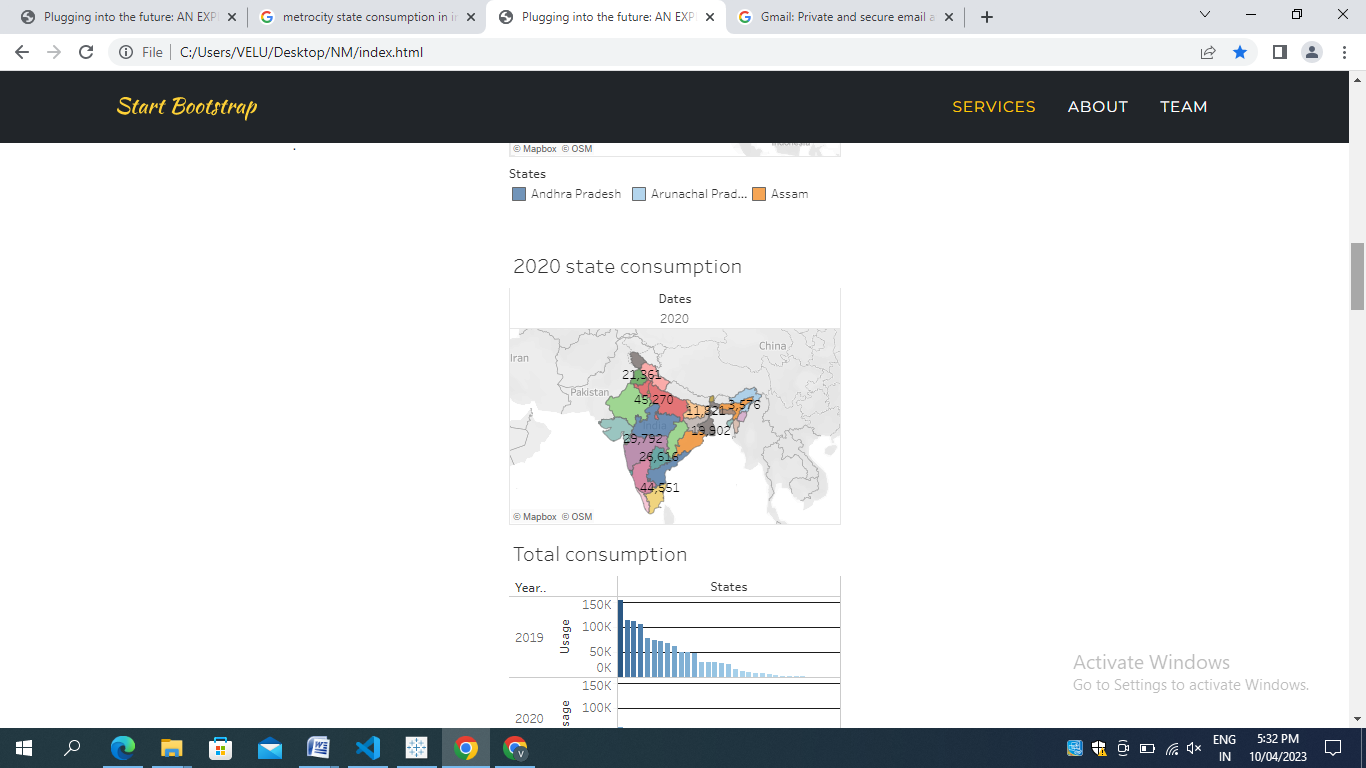 Plugging into the future: AN EXP
metrocity state consumption in i
Plugging into the future: AN EXP
Gmail: Private and secure email a
File
C:/Users/VELU/Desktop/NM/index.html
Start Bootstrap
SERVICES
ABOUT
TEAM
© Mapbox © OSM
Indonesia
States
Andhra Pradesh
Arunachal Prad...
Assam
2020 state consumption
Dates
2020
Iran
China
Pakistan
India
21,361
45,270
3,576
11,821
19,902
29,792
26,616
44,551
© Mapbox © OSM
Total consumption
Year..
States
2019
Usage
150K
100K
50K
0K
2020
150K
100K
Activate Windows
Go to Settings to activate Windows.
ENG
IN
5:32 PM
10/04/2023